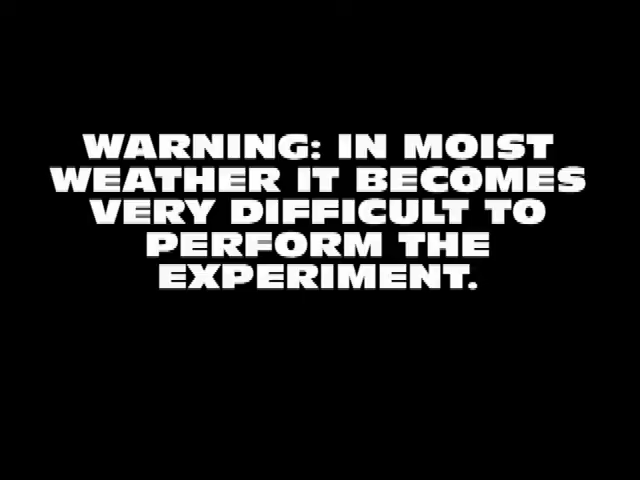 WARNING: IN MOIST
WEATHER IT BECOMES
VERY DIFFICULT TO
PERFORM THE
EXPERIMENT.